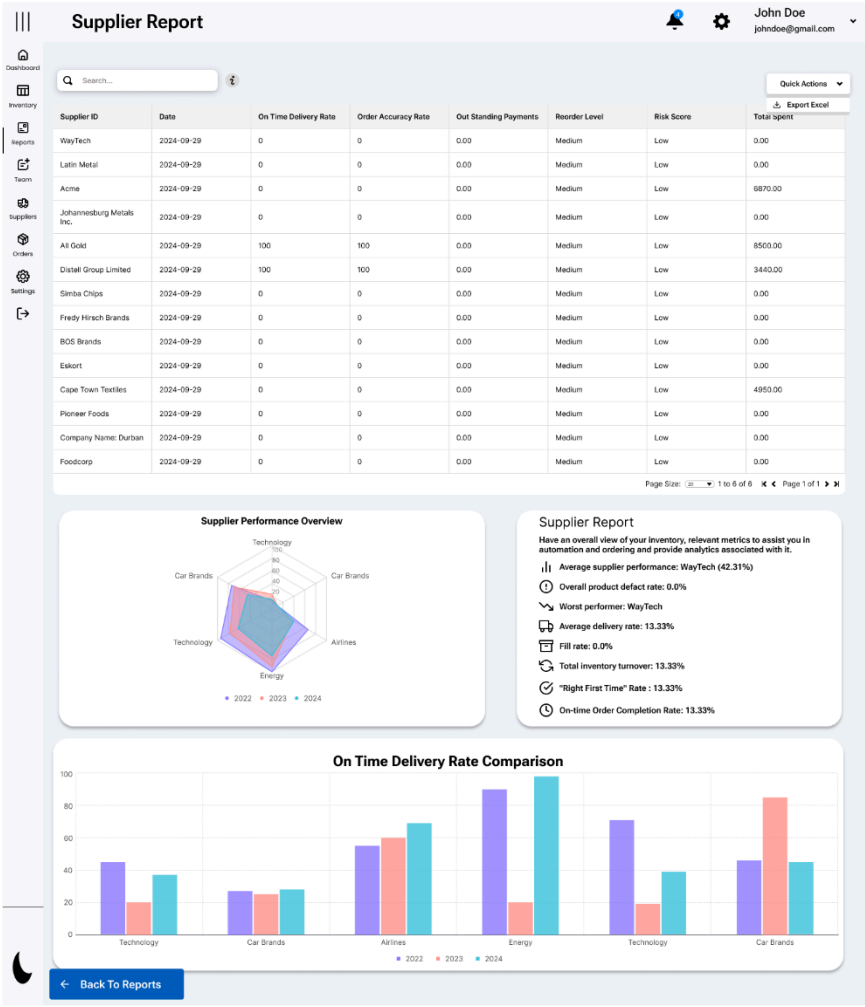 Supplier Report
4
John Doe
johndoe@gmail.com
Dashboard
Inventory
Reports
Team
Suppliers
Orders
Settings
Search...
i
Quick Actions
Export Excel
Supplier ID Date On Time Delivery Rate Order Accuracy Rate Out Standing Payments Reorder Level Risk Score Total Spent
WayTech 2024-09-29 0 0 0.00 Medium Low 0.00
Latin Metal 2024-09-29 0 0 0.00 Medium Low 0.00
Acme 2024-09-29 0 0 0.00 Medium Low 6870.00
Johannesburg Metals
Inc. 2024-09-29 0 0 0.00 Medium Low 0.00
All Gold 2024-09-29 100 100 0.00 Medium Low 8500.00
Distell Group Limited 2024-09-29 100 100 0.00 Medium Low 3440.00
Simba Chips 2024-09-29 0 0 0.00 Medium Low 0.00
Fredy Hirsch Brands 2024-09-29 0 0 0.00 Medium Low 0.00
BOS Brands 2024-09-29 0 0 0.00 Medium Low 0.00
Eskort 2024-09-29 0 0 0.00 Medium Low 0.00
Cape Town Textiles 2024-09-29 0 0 0.00 Medium Low 4950.00
Pioneer Foods 2024-09-29 0 0 0.00 Medium Low 0.00
Company Name: Durban 2024-09-29 0 0 0.00 Medium Low 0.00
Foodcorp 2024-09-29 0 0 0.00 Medium Low 0.00
Page Size: 20 1 to 6 of 6 Page 1 of 1
Supplier Performance Overview
Technology
100
80
60
40
20
Car Brands
Car Brands
Technology
Airlines
Energy
2022 2023 2024
Supplier Report
Have an overall view of your inventory, relevant metrics to assist you in
automation and ordering and provide analytics associated with it.
Average supplier performance: WayTech (42.31%)
Overall product defect rate: 0.0%
Worst performer: WayTech
Average delivery rate: 13.33%
Fill rate: 0.0%
Total inventory turnover: 13.33%
"Right First Time" Rate : 13.33%
On-time Order Completion Rate: 13.33%
On Time Delivery Rate Comparison
100
80
60
40
20
0
Technology Car Brands Airlines Energy Technology Car Brands
2022 2023 2024
Back To Reports